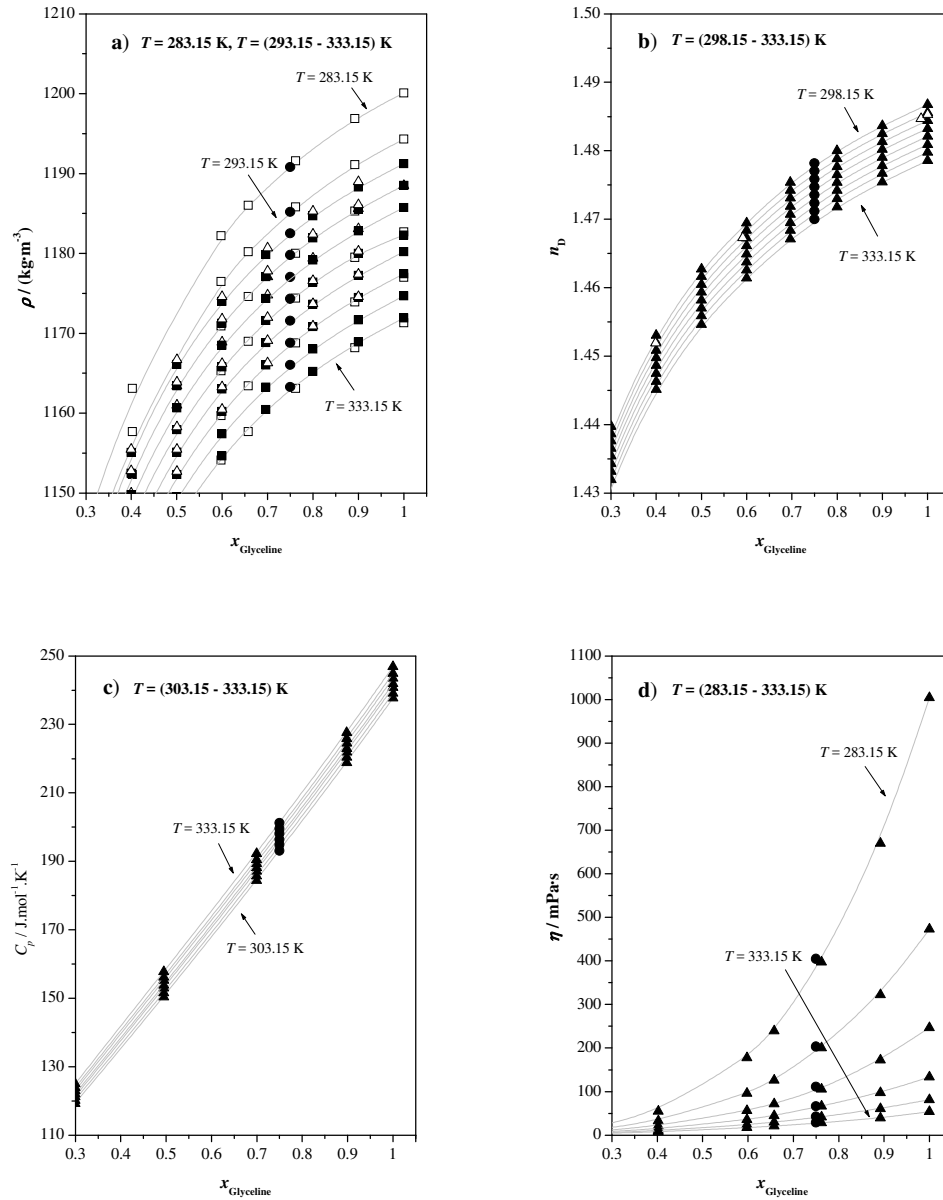 a) T = 283.15 K, T = (293.15 - 333.15) K
1210
1200
1190
1180
1170
1160
1150
ρ / (kg·m-3)
T = 283.15 K
T = 293.15 K
T = 333.15 K
0.3 0.4 0.5 0.6 0.7 0.8 0.9 1
xGlyceline
b) T = (298.15 - 333.15) K
1.50
1.49
1.48
1.47
1.46
1.45
1.44
1.43
nD
T = 298.15 K
T = 333.15 K
0.3 0.4 0.5 0.6 0.7 0.8 0.9 1
xGlyceline
c) T = (303.15 - 333.15) K
250
230
210
190
170
150
130
110
Cp / J.mol-1.K-1
T = 333.15 K
T = 303.15 K
0.3 0.4 0.5 0.6 0.7 0.8 0.9 1
xGlyceline
d) T = (283.15 - 333.15) K
1100
1000
900
800
700
600
500
400
300
200
100
0
η / mPa·s
T = 283.15 K
T = 333.15 K
0.3 0.4 0.5 0.6 0.7 0.8 0.9 1
xGlyceline